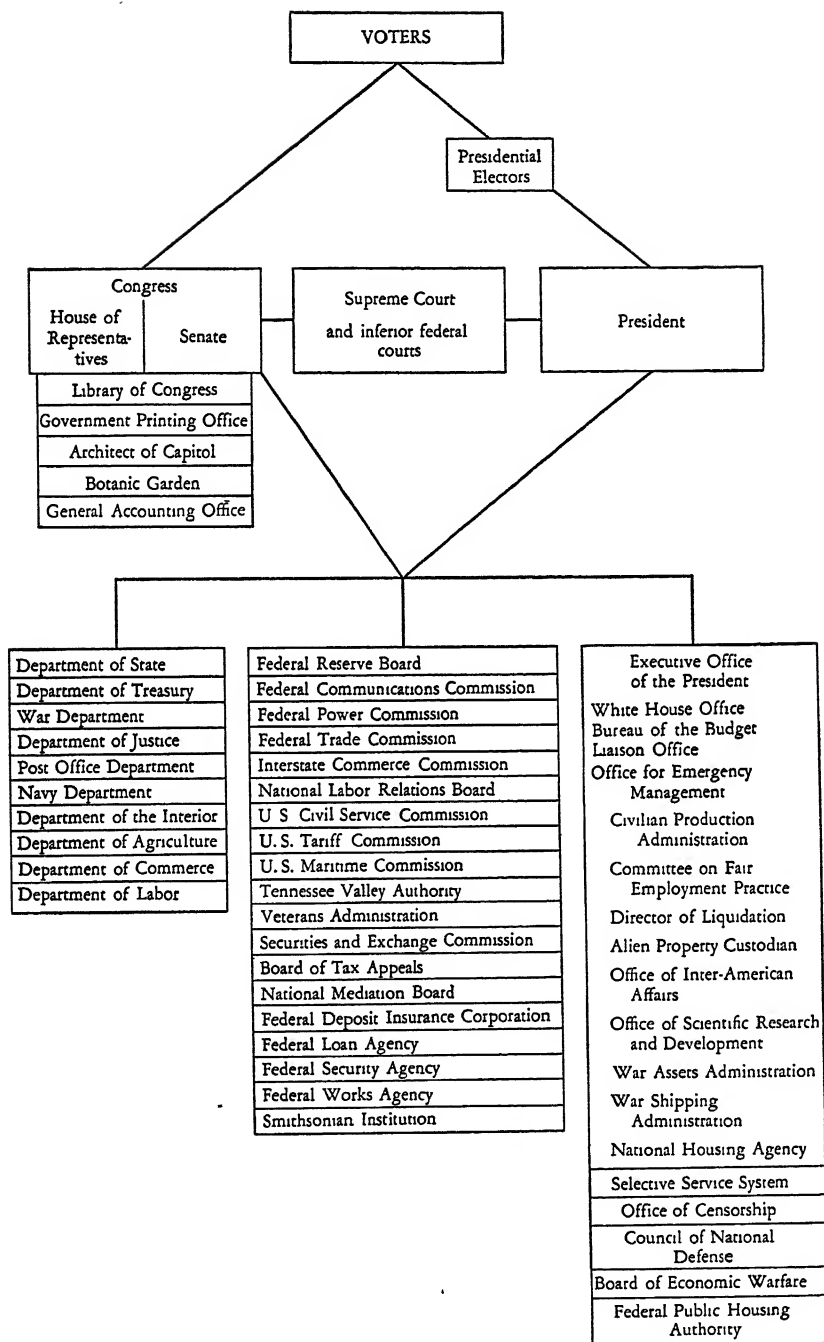 VOTERS
Presidential
Electors
Congress
House of
Representa-
tives
Senate
Supreme Court
and inferior federal
courts
President
Library of Congress
Government Printing Office
Architect of Capitol
Botanic Garden
General Accounting Office
Department of State
Department of Treasury
War Department
Department of Justice
Post Office Department
Navy Department
Department of the Interior
Department of Agriculture
Department of Commerce
Department of Labor
Federal Reserve Board
Federal Communications Commission
Federal Power Commission
Federal Trade Commission
Interstate Commerce Commission
National Labor Relations Board
U S Civil Service Commission
U.S. Tariff Commission
U.S. Maritime Commission
Tennessee Valley Authority
Veterans Administration
Securities and Exchange Commission
Board of Tax Appeals
National Mediation Board
Federal Deposit Insurance Corporation
Federal Loan Agency
Federal Security Agency
Federal Works Agency
Smithsonian Institution
Executive Office
of the President
White House Office
Bureau of the Budget
Liaison Office
Office for Emergency
Management
Civilian Production
Administration
Committee on Fair
Employment Practice
Director of Liquidation
Alien Property Custodian
Office of Inter-American
Affairs
Office of Scientific Research
and Development
War Assets Administration
War Shipping
Administration
National Housing Agency
Selective Service System
Office of Censorship
Council of National
Defense
Board of Economic Warfare
Federal Public Housing
Authority